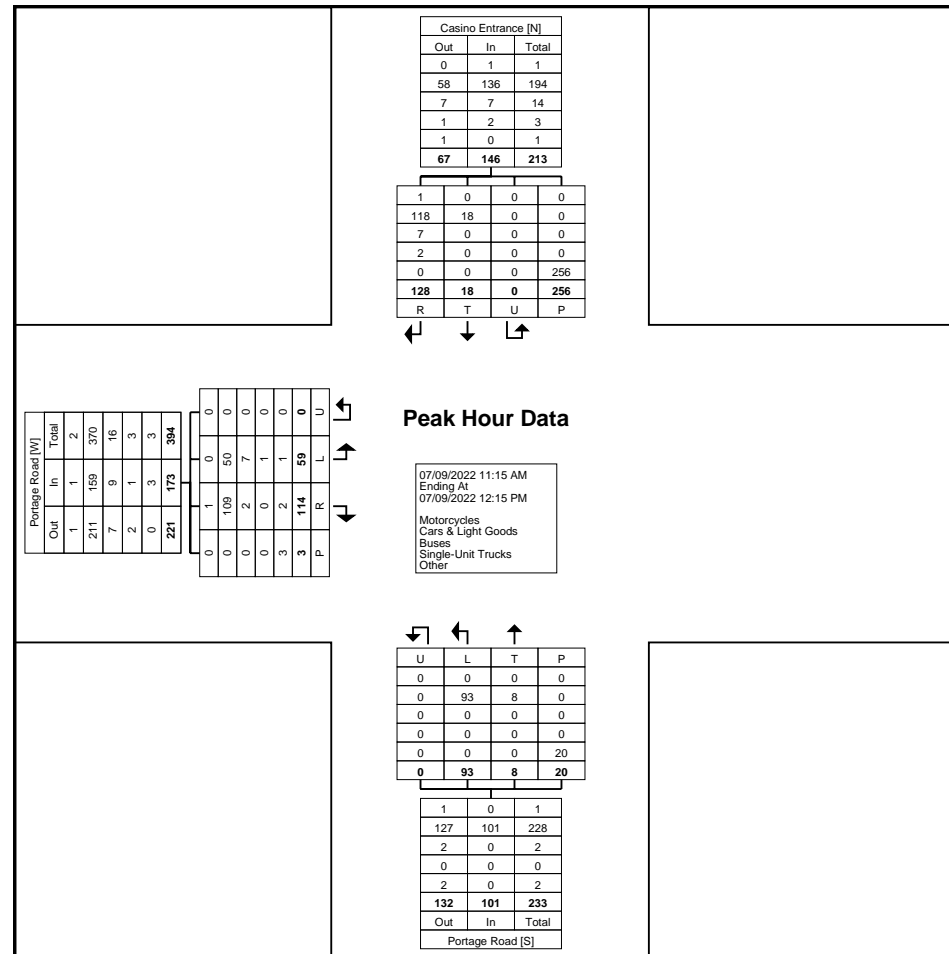 Casino Entrance [N]
Out In Total
0 1 1
58 136 194
7 7 14
1 2 3
1 0 1
67 146 213
1 0 0 0
118 18 0 0
7 0 0 0
2 0 0 0
0 0 0 256
128 18 0 256
R T U P
Portage Road [W]
Total 2 370 16 3 3 394
In 1 159 9 1 3 173
Out 1 211 7 2 0 221
0 0 0 0 0 0 U
0 50 7 1 1 59 L
1 109 2 0 2 114 R
0 0 0 0 3 3 P
Peak Hour Data
07/09/2022 11:15 AM
Ending At
07/09/2022 12:15 PM
Motorcycles
Cars & Light Goods
Buses
Single-Unit Trucks
Other
U L T P
0 0 0 0
0 93 8 0
0 0 0 0
0 0 0 0
0 0 0 20
0 93 8 20
1 0 1
127 101 228
2 0 2
0 0 0
2 0 2
132 101 233
Out In Total
Portage Road [S]